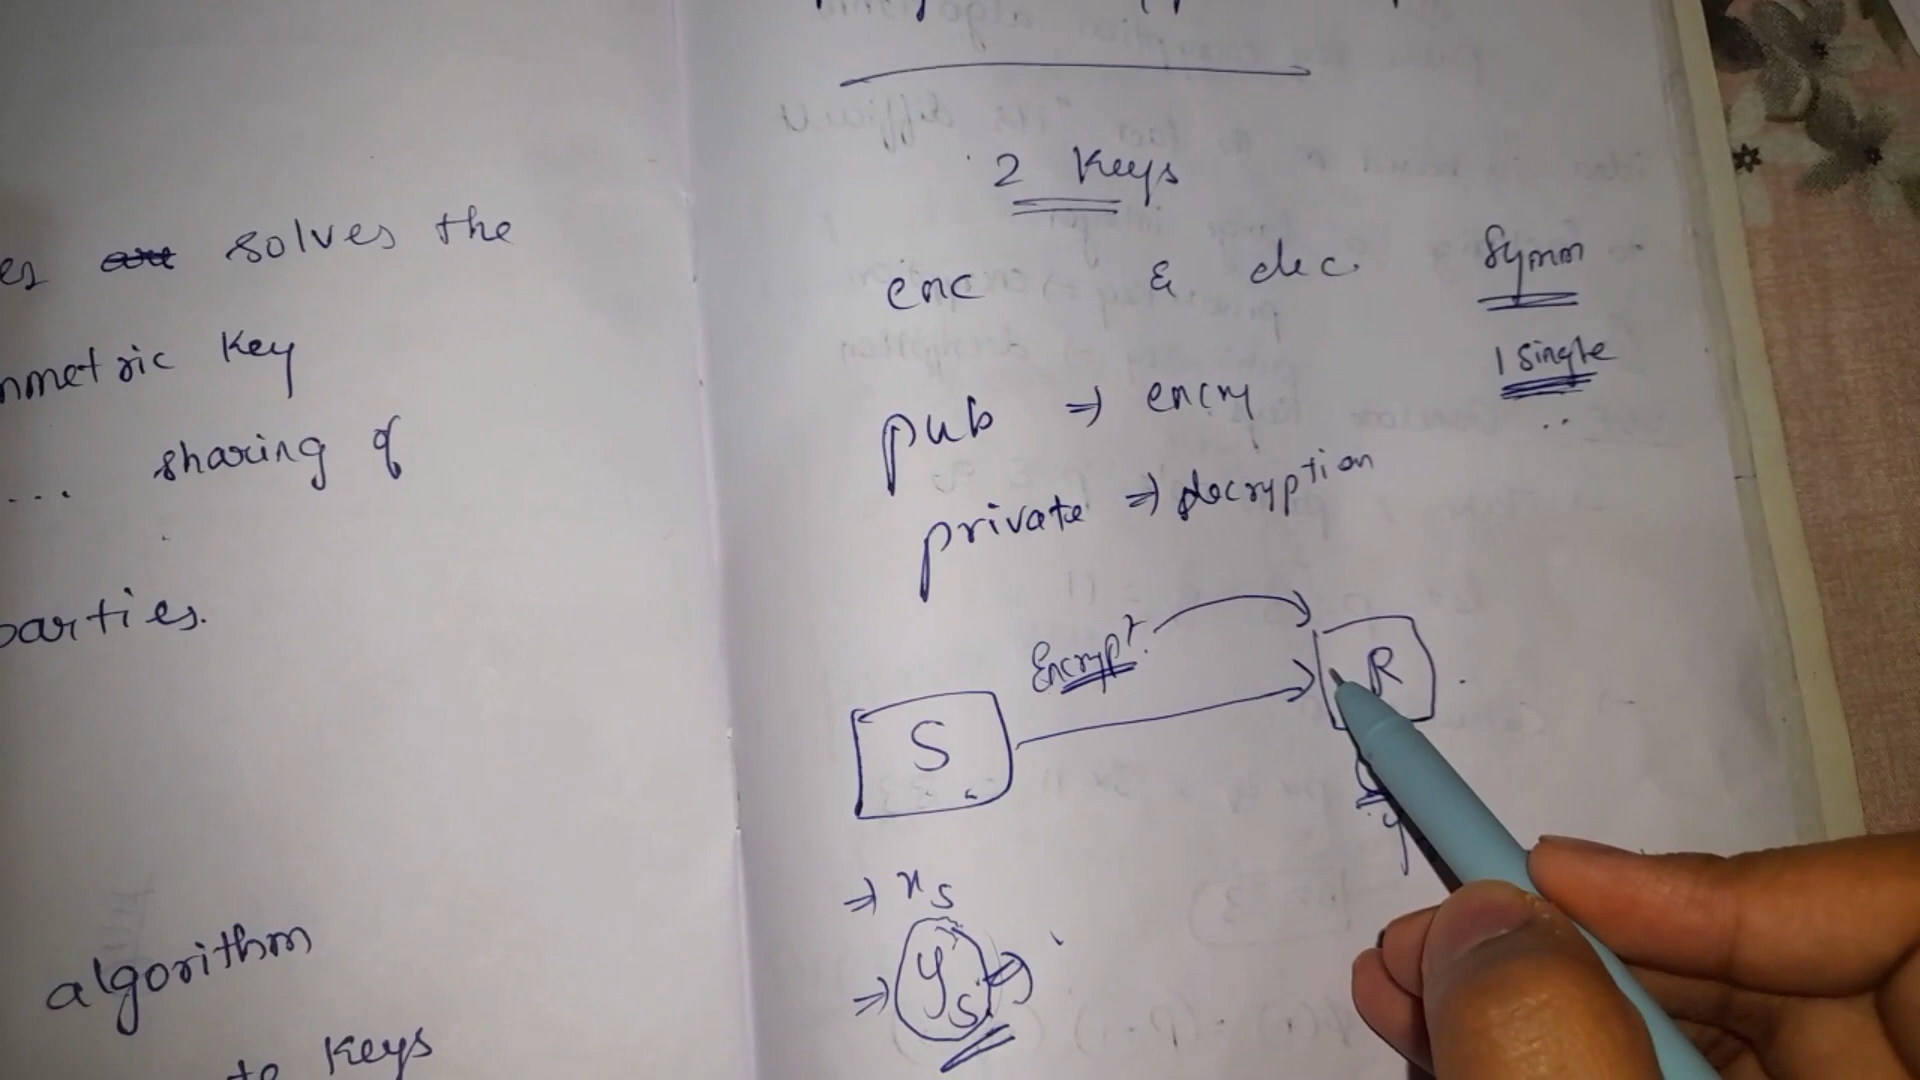 solves the
Key
... sharing of
parties.
algorithm
to Keys
2 Keys
enc & dec. Symm
1 single
pub ⇒ encry
private ⇒ decryption
Encrypt
S
R
⇒ xs
⇒ ys